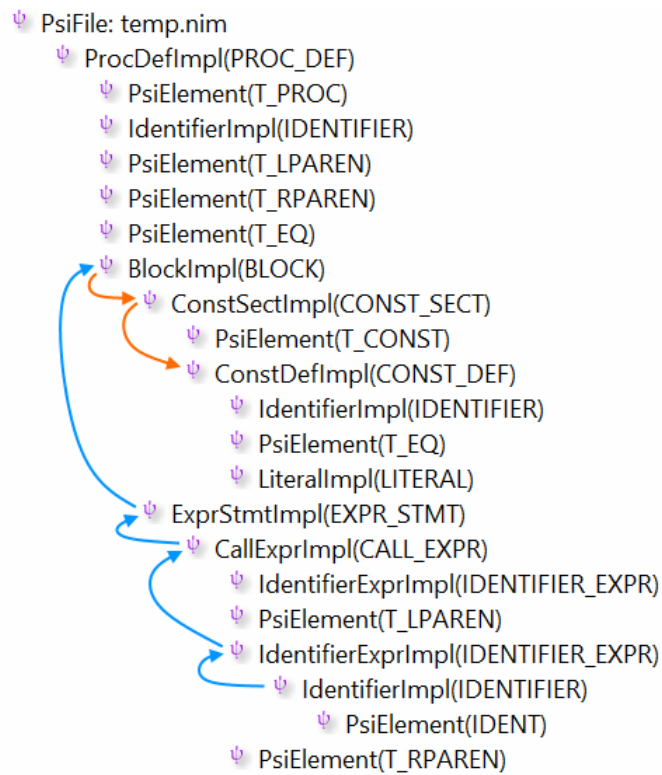 PsiFile: temp.nim
ProcDefImpl(PROC_DEF)
PsiElement(T_PROC)
IdentifierImpl(IDENTIFIER)
PsiElement(T_LPAREN)
PsiElement(T_RPAREN)
PsiElement(T_EQ)
BlockImpl(BLOCK)
ConstSectImpl(CONST_SECT)
PsiElement(T_CONST)
ConstDefImpl(CONST_DEF)
IdentifierImpl(IDENTIFIER)
PsiElement(T_EQ)
LiteralImpl(LITERAL)
ExprStmtImpl(EXPR_STMT)
CallExprImpl(CALL_EXPR)
IdentifierExprImpl(IDENTIFIER_EXPR)
PsiElement(T_LPAREN)
IdentifierExprImpl(IDENTIFIER_EXPR)
IdentifierImpl(IDENTIFIER)
PsiElement(IDENT)
PsiElement(T_RPAREN)